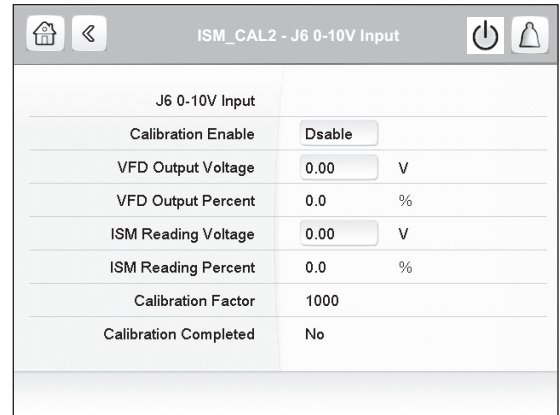 ISM_CAL2 - J6 0-10V Input
J6 0-10V Input
Calibration Enable Dsable
VFD Output Voltage 0.00 V
VFD Output Percent 0.0 %
ISM Reading Voltage 0.00 V
ISM Reading Percent 0.0 %
Calibration Factor 1000
Calibration Completed No